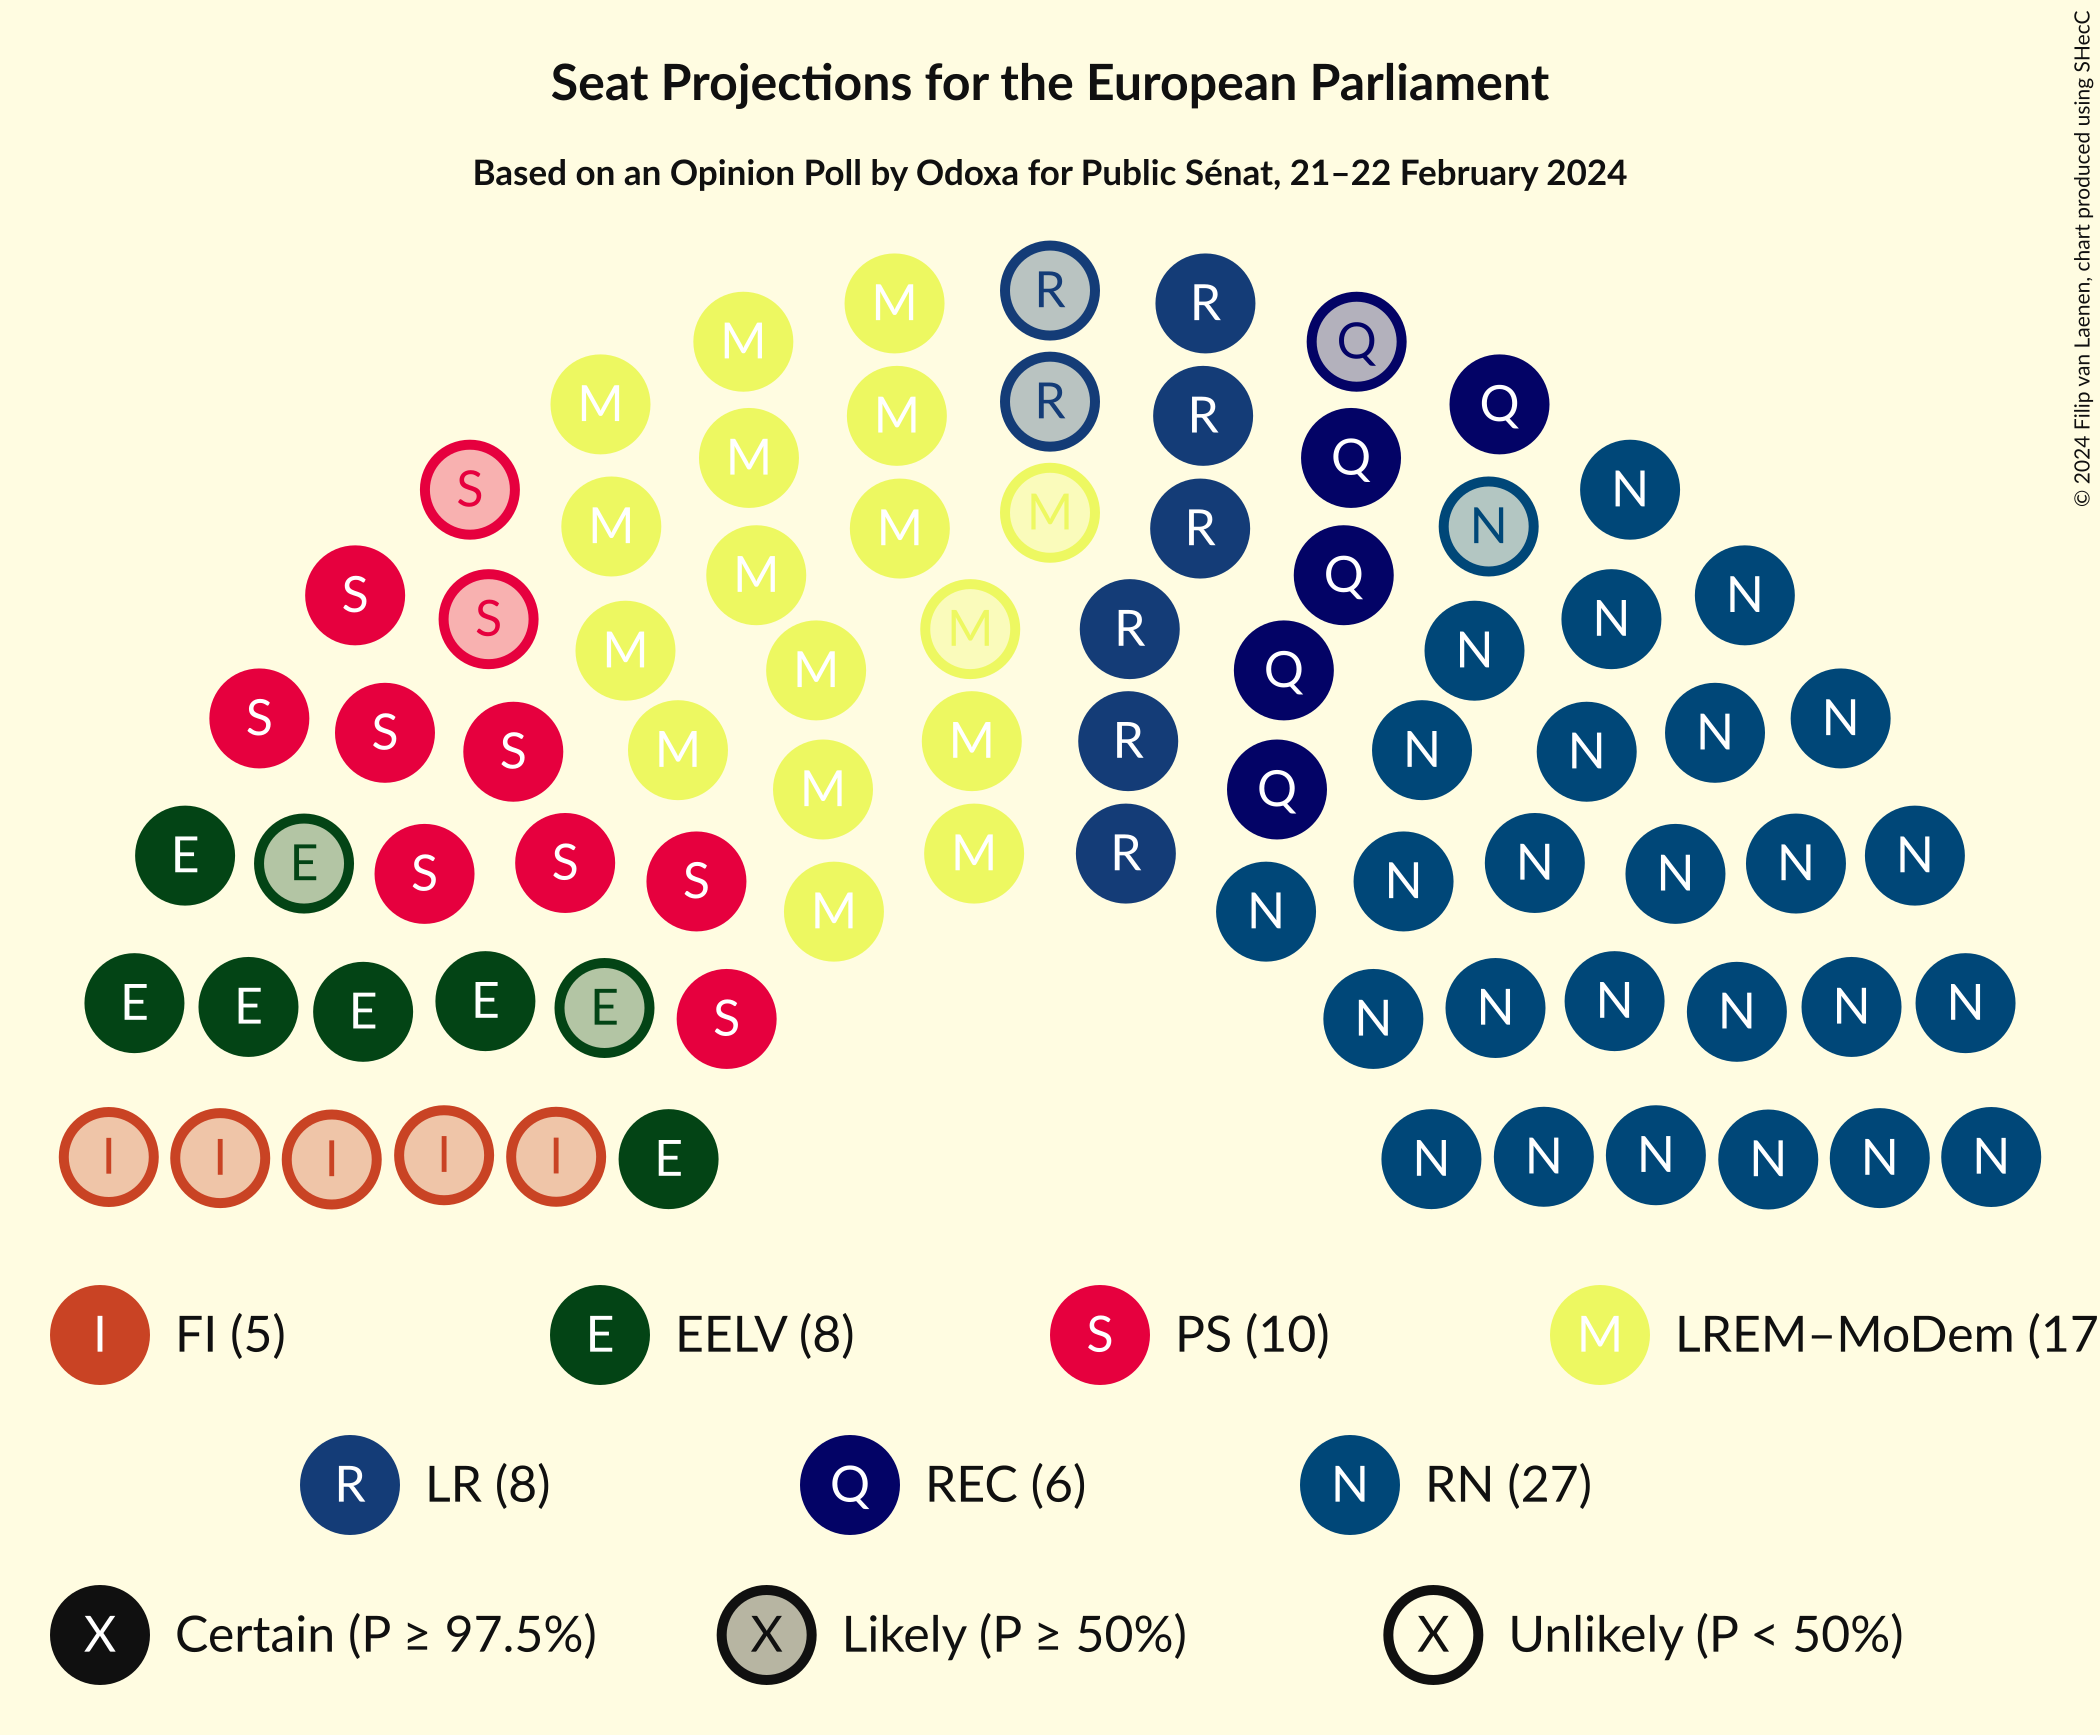 Seat Projections for the European Parliament
Based on an Opinion Poll by Odoxa for Public Sénat, 21–22 February 2024
© 2024 Filip van Laenen, chart produced using SHecC
R
M R
M Q
M Q
R
M R
M Q
S N
M N
M
M R
M Q
S N
S N
M R
M Q
S N
M N
S N
S N
S N
M R
M Q
M N
E N
E N
S N
S N
S N
M R
M N
E E E E E S N N N N N N
I I I I I E N N N N N N
I FI (5) E EELV (8) S PS (10) M LREM–MoDem (17
R LR (8) Q REC (6) N RN (27)
X Certain (P ≥ 97.5%) X Likely (P ≥ 50%) X Unlikely (P < 50%)